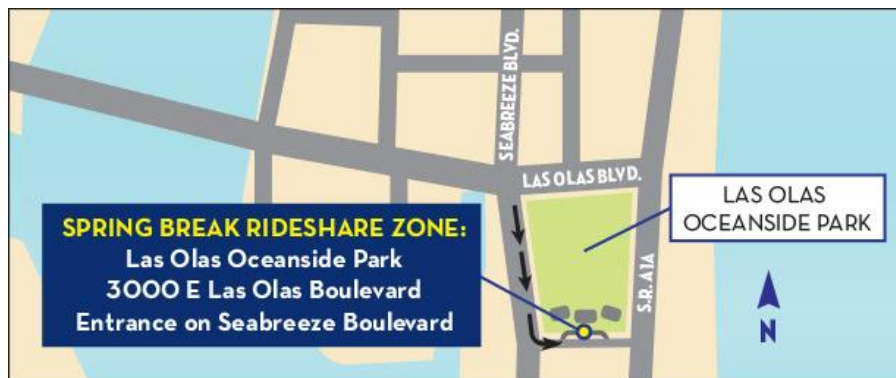 SEABREEZE BLVD.
LAS OLAS BLVD.
LAS OLAS
OCEANSIDE PARK
SPRING BREAK RIDESHARE ZONE:
Las Olas Oceanside Park
3000 E Las Olas Boulevard
Entrance on Seabreeze Boulevard
S.R. A1A
N